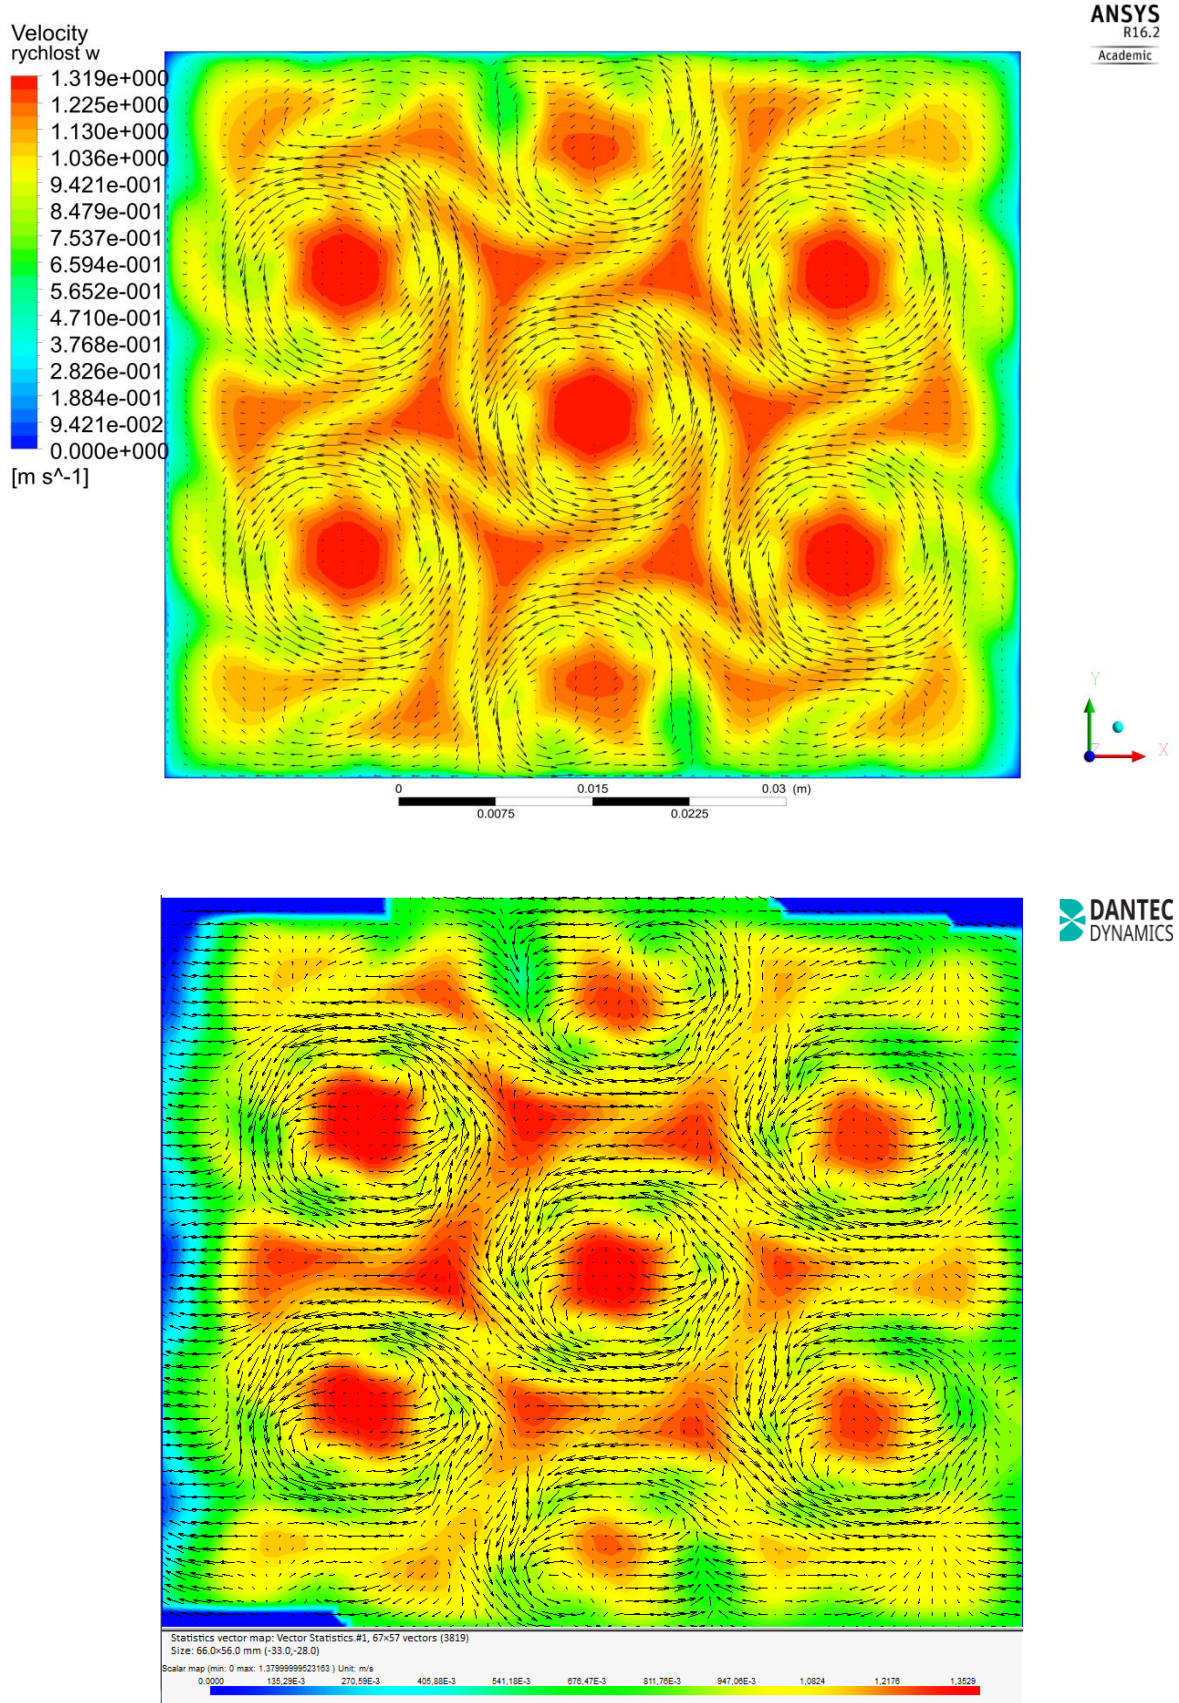 ANSYS
R16.2
Academic
Velocity
rychlost w
1.319e+000
1.225e+000
1.130e+000
1.036e+000
9.421e-001
8.479e-001
7.537e-001
6.594e-001
5.652e-001
4.710e-001
3.768e-001
2.826e-001
1.884e-001
9.421e-002
0.000e+000
[m s^-1]
Y
Z
X
0 0.015 0.03 (m)
0.0075 0.0225
DANTEC
DYNAMICS
Statistics vector map: Vector Statistics.#1, 67×57 vectors (3819)
Size: 66.0×56.0 mm (-33.0,-28.0)
Scalar map (min: 0 max: 1.37999999523163 ) Unit: m/s
0.0000 135,29E-3 270,59E-3 405,88E-3 541,18E-3 676,47E-3 811,76E-3 947,06E-3 1,0824 1,2176 1,3529